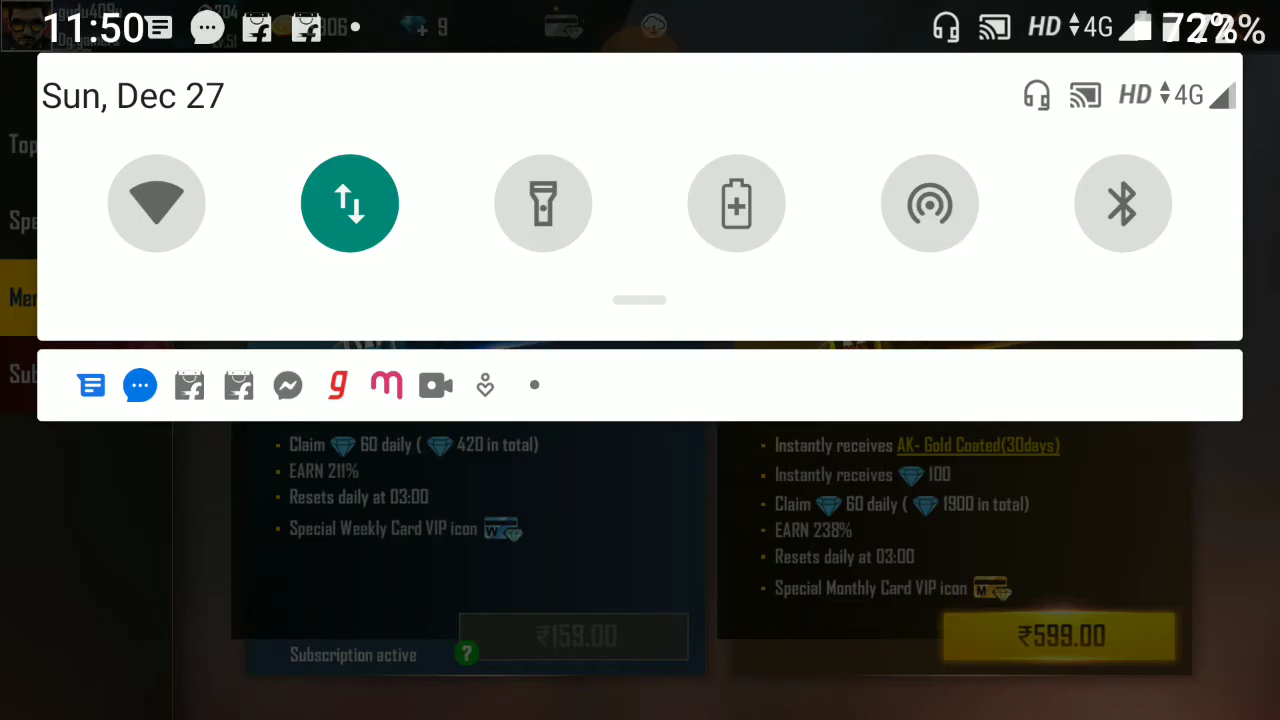 11:50
HD 4G 72%
Sun, Dec 27
HD 4G
9
Claim 60 daily ( 420 in total)
EARN 211%
Resets daily at 03:00
Special Weekly Card VIP icon
₹159.00
Subscription active ?
Instantly receives AK- Gold Coated(30days)
Instantly receives 100
Claim 60 daily ( 1900 in total)
EARN 238%
Resets daily at 03:00
Special Monthly Card VIP icon
₹599.00